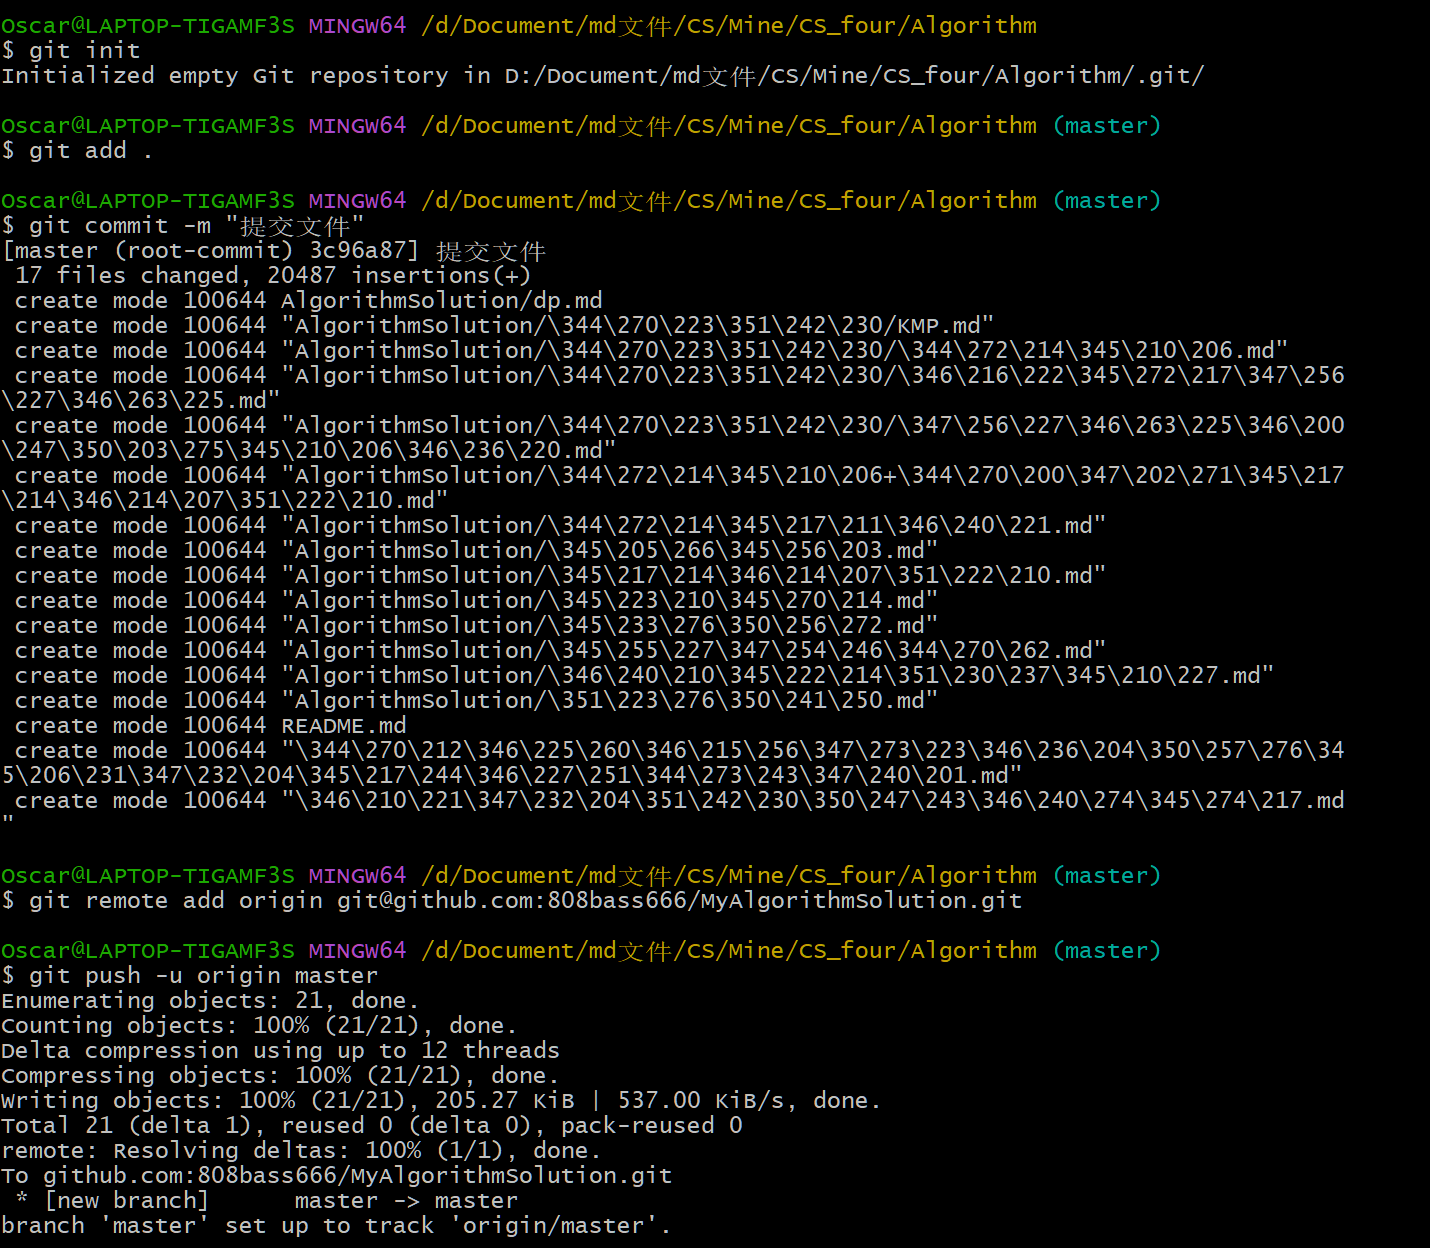 Oscar@LAPTOP-TIGAMF3S MINGW64 /d/Document/md文件/CS/Mine/CS_four/Algorithm
$ git init
Initialized empty Git repository in D:/Document/md文件/CS/Mine/CS_four/Algorithm/.git/
Oscar@LAPTOP-TIGAMF3S MINGW64 /d/Document/md文件/CS/Mine/CS_four/Algorithm (master)
$ git add .
Oscar@LAPTOP-TIGAMF3S MINGW64 /d/Document/md文件/CS/Mine/CS_four/Algorithm (master)
$ git commit -m "提交文件"
[master (root-commit) 3c96a87] 提交文件
 17 files changed, 20487 insertions(+)
 create mode 100644 AlgorithmSolution/dp.md
 create mode 100644 "AlgorithmSolution/\344\270\223\351\242\230/KMP.md"
 create mode 100644 "AlgorithmSolution/\344\270\223\351\242\230/\344\272\214\345\210\206.md"
 create mode 100644 "AlgorithmSolution/\344\270\223\351\242\230/\346\216\222\345\272\217\347\256
\227\346\263\225.md"
 create mode 100644 "AlgorithmSolution/\344\270\223\351\242\230/\347\256\227\346\263\225\346\200
\247\350\203\275\345\210\206\346\236\220.md"
 create mode 100644 "AlgorithmSolution/\344\272\214\345\210\206+\344\270\200\347\202\271\345\217
\214\346\214\207\351\222\210.md"
 create mode 100644 "AlgorithmSolution/\344\272\214\345\217\211\346\240\221.md"
 create mode 100644 "AlgorithmSolution/\345\205\266\345\256\203.md"
 create mode 100644 "AlgorithmSolution/\345\217\214\346\214\207\351\222\210.md"
 create mode 100644 "AlgorithmSolution/\345\223\210\345\270\214.md"
 create mode 100644 "AlgorithmSolution/\345\233\276\350\256\272.md"
 create mode 100644 "AlgorithmSolution/\345\255\227\347\254\246\344\270\262.md"
 create mode 100644 "AlgorithmSolution/\346\240\210\345\222\214\351\230\237\345\210\227.md"
 create mode 100644 "AlgorithmSolution/\351\223\276\350\241\250.md"
 create mode 100644 README.md
 create mode 100644 "\344\270\212\346\225\260\346\215\256\347\273\223\346\236\204\350\257\276\34
5\206\231\347\232\204\345\217\244\346\227\251\344\273\243\347\240\201.md"
 create mode 100644 "\346\210\221\347\232\204\351\242\230\350\247\243\346\240\274\345\274\217.md
"
Oscar@LAPTOP-TIGAMF3S MINGW64 /d/Document/md文件/CS/Mine/CS_four/Algorithm (master)
$ git remote add origin git@github.com:808bass666/MyAlgorithmSolution.git
Oscar@LAPTOP-TIGAMF3S MINGW64 /d/Document/md文件/CS/Mine/CS_four/Algorithm (master)
$ git push -u origin master
Enumerating objects: 21, done.
Counting objects: 100% (21/21), done.
Delta compression using up to 12 threads
Compressing objects: 100% (21/21), done.
Writing objects: 100% (21/21), 205.27 KiB | 537.00 KiB/s, done.
Total 21 (delta 1), reused 0 (delta 0), pack-reused 0
remote: Resolving deltas: 100% (1/1), done.
To github.com:808bass666/MyAlgorithmSolution.git
 * [new branch]      master -> master
branch 'master' set up to track 'origin/master'.